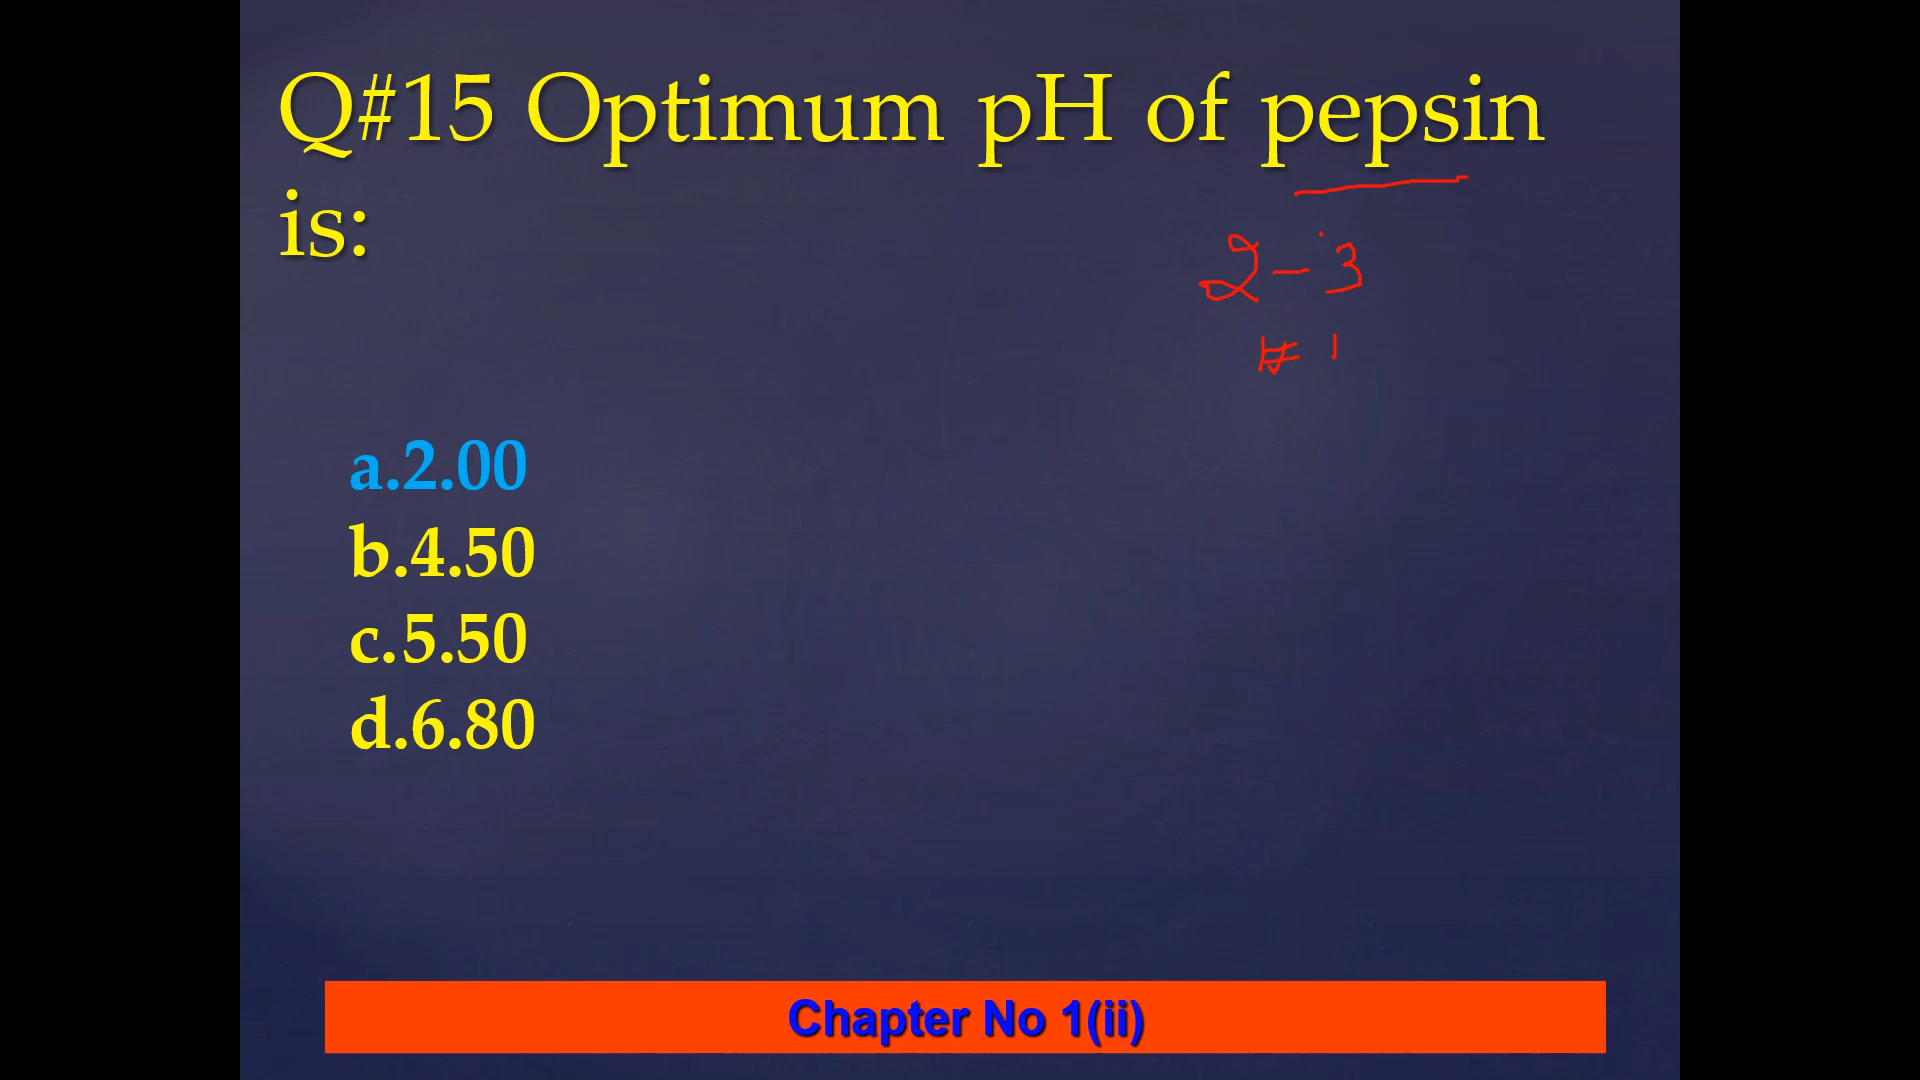 Q#15 Optimum pH of pepsin
is:
2-3
a.2.00
b.4.50
c.5.50
d.6.80
Chapter No 1(ii)